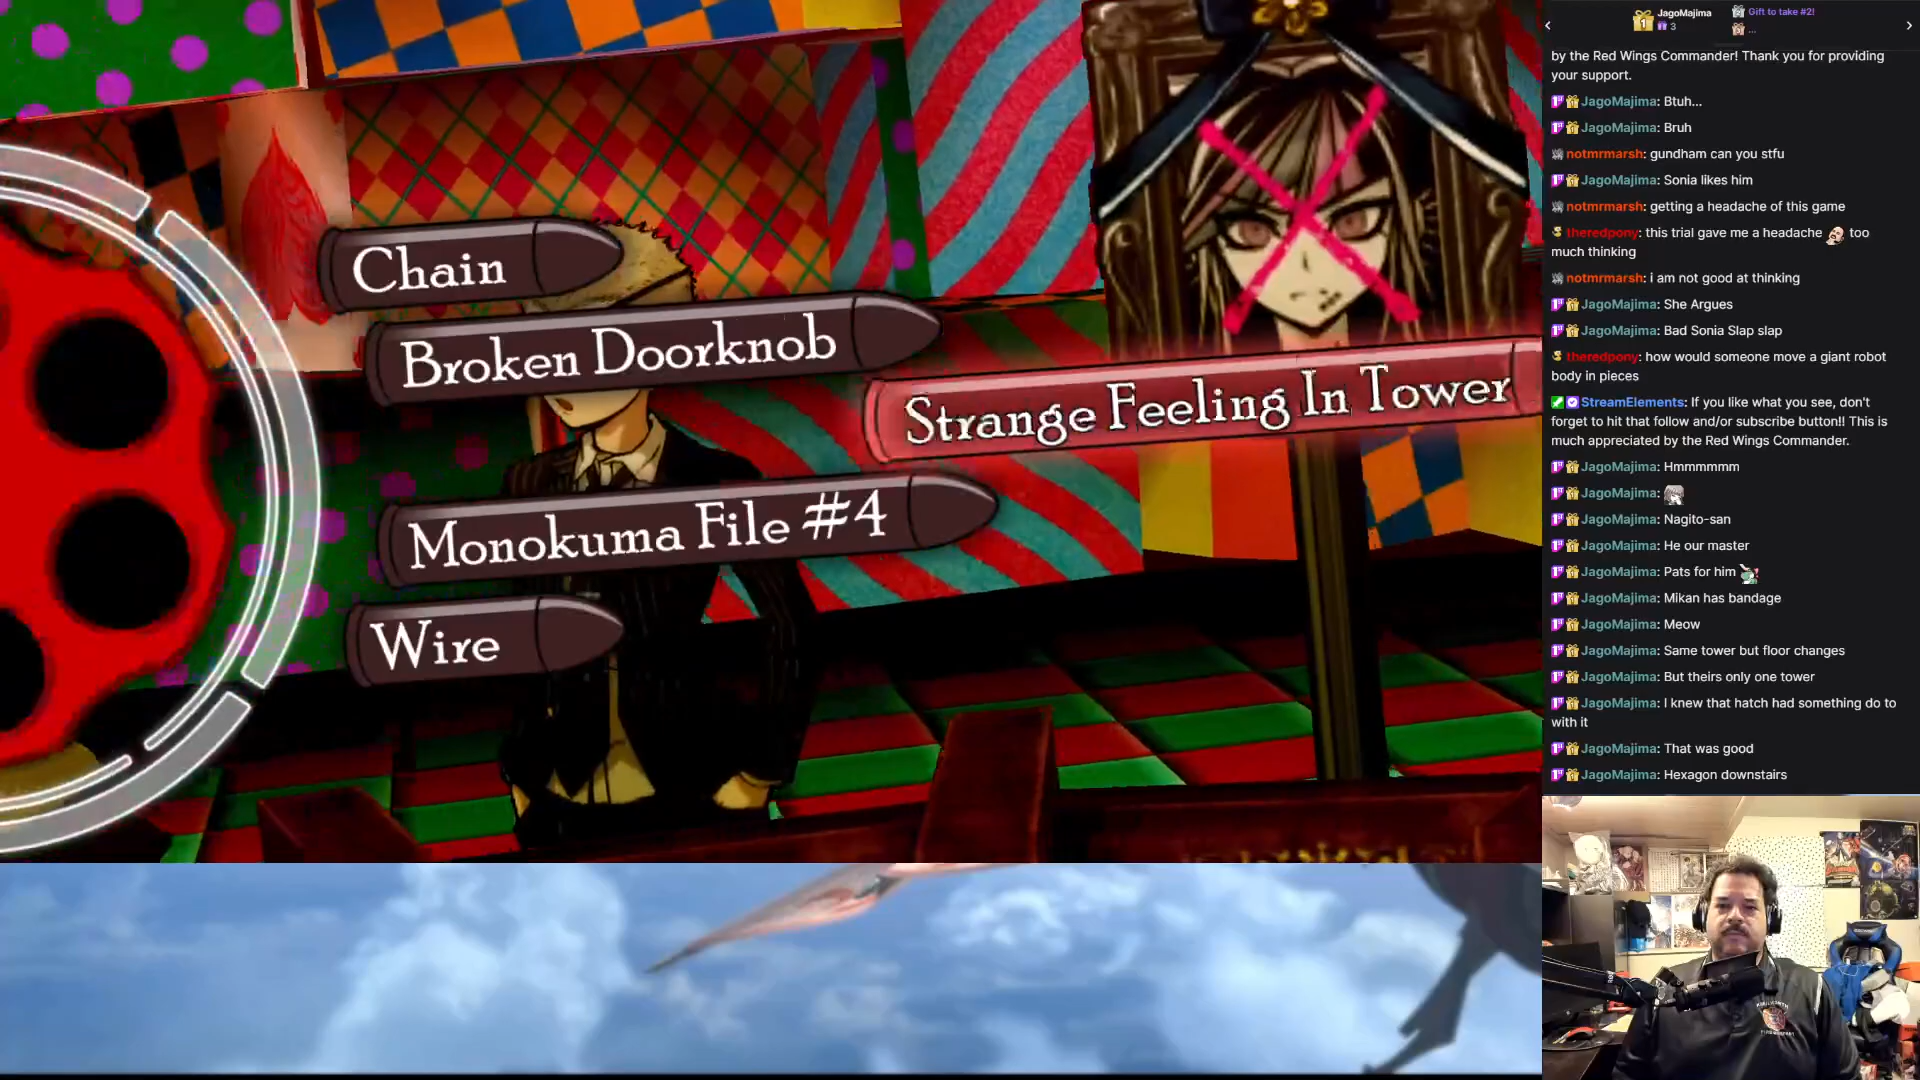 Chain
Broken Doorknob
Strange Feeling In Tower
Monokuma File #4
Wire
JagoMajima
3
Gift to take #2!
...
by the Red Wings Commander! Thank you for providing
your support.
JagoMajima: Btuh...
JagoMajima: Bruh
notmrmarsh: gundham can you stfu
JagoMajima: Sonia likes him
notmrmarsh: getting a headache of this game
theredpony: this trial gave me a headache too
much thinking
notmrmarsh: i am not good at thinking
JagoMajima: She Argues
JagoMajima: Bad Sonia Slap slap
theredpony: how would someone move a giant robot
body in pieces
StreamElements: If you like what you see, don't
forget to hit that follow and/or subscribe button!! This is
much appreciated by the Red Wings Commander.
JagoMajima: Hmmmmmm
JagoMajima:
JagoMajima: Nagito-san
JagoMajima: He our master
JagoMajima: Pats for him
JagoMajima: Mikan has bandage
JagoMajima: Meow
JagoMajima: Same tower but floor changes
JagoMajima: But theirs only one tower
JagoMajima: I knew that hatch had something do to
with it
JagoMajima: That was good
JagoMajima: Hexagon downstairs